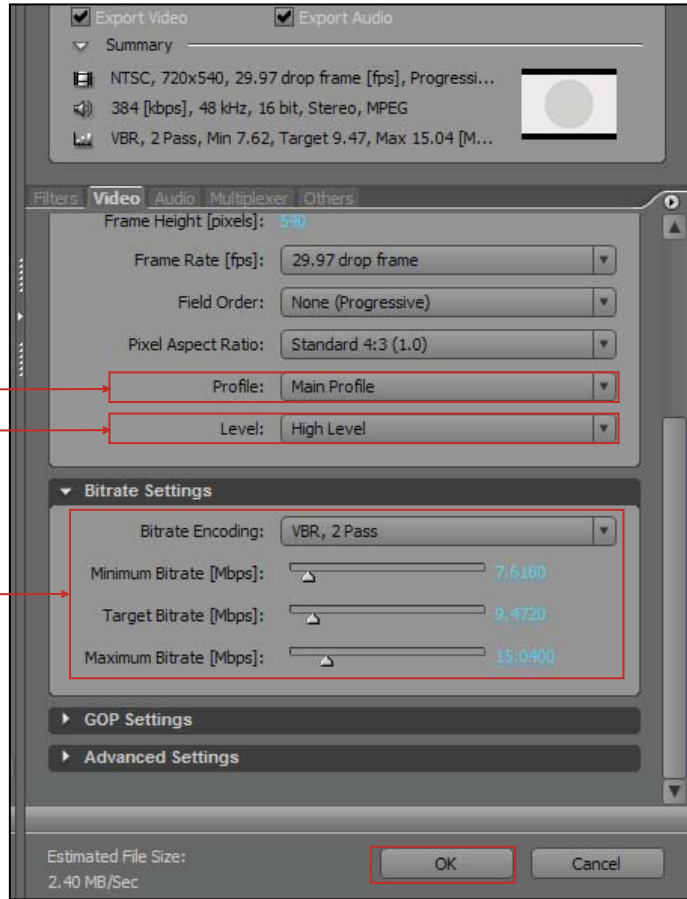 Export Video Export Audio
Summary
NTSC, 720x540, 29.97 drop frame [fps], Progressi...
384 [kbps], 48 kHz, 16 bit, Stereo, MPEG
VBR, 2 Pass, Min 7.62, Target 9.47, Max 15.04 [M...
Filters Video Audio Multiplexer Others
Frame Height [pixels]: 540
Frame Rate [fps]: 29.97 drop frame
Field Order: None (Progressive)
Pixel Aspect Ratio: Standard 4:3 (1.0)
Profile: Main Profile
Level: High Level
Bitrate Settings
Bitrate Encoding: VBR, 2 Pass
Minimum Bitrate [Mbps]: 7.6160
Target Bitrate [Mbps]: 9.4720
Maximum Bitrate [Mbps]: 15.0400
GOP Settings
Advanced Settings
Estimated File Size:
2.40 MB/Sec
OK Cancel